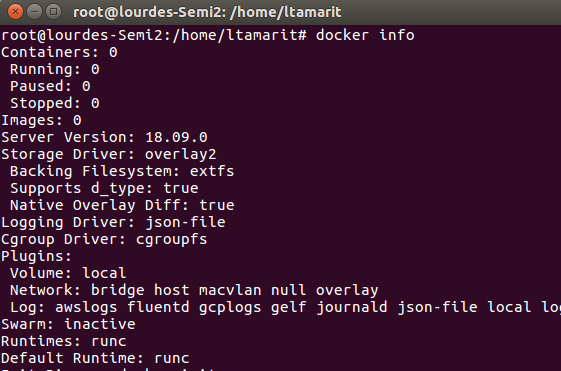 root@lourdes-Semi2: /home/ltamarit
root@lourdes-Semi2:/home/ltamarit# docker info
Containers: 0
 Running: 0
 Paused: 0
 Stopped: 0
Images: 0
Server Version: 18.09.0
Storage Driver: overlay2
 Backing Filesystem: extfs
 Supports d_type: true
 Native Overlay Diff: true
Logging Driver: json-file
Cgroup Driver: cgroupfs
Plugins:
 Volume: local
 Network: bridge host macvlan null overlay
 Log: awslogs fluentd gcplogs gelf journald json-file local
Swarm: inactive
Runtimes: runc
Default Runtime: runc